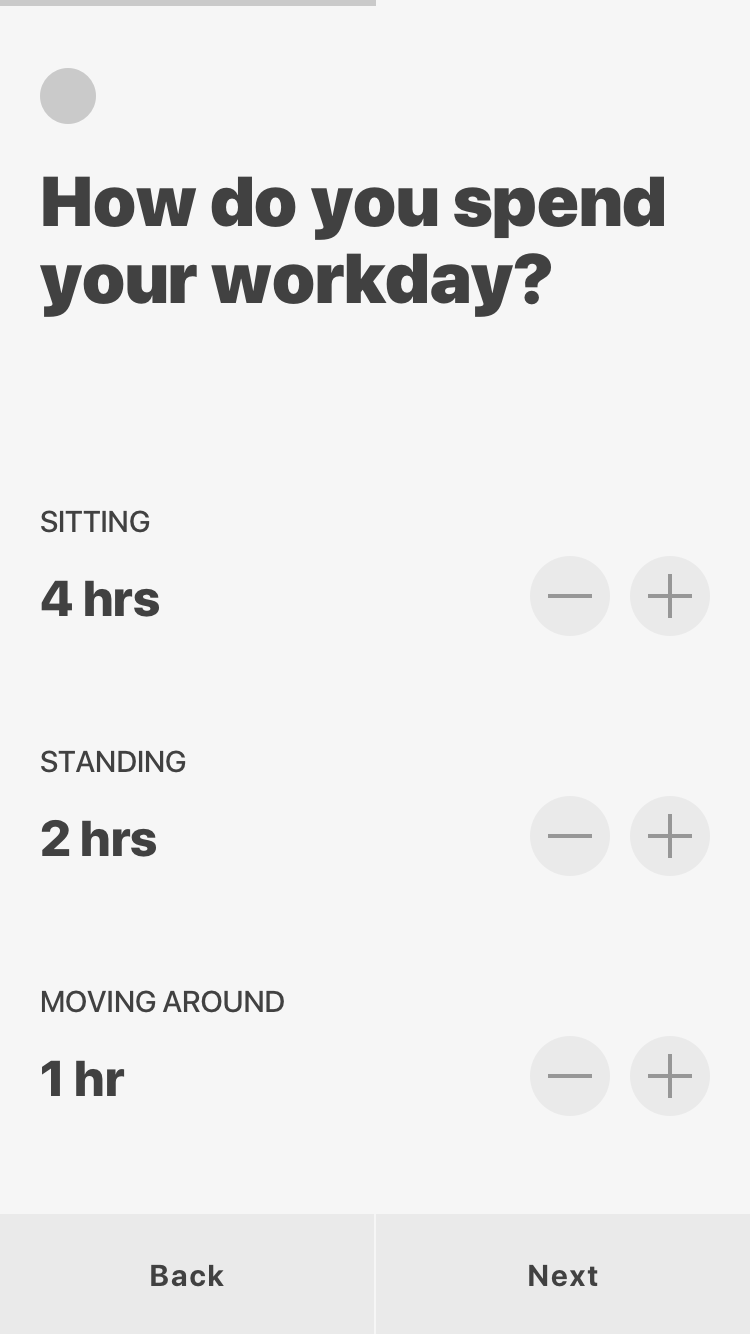 How do you spend
your workday?
SITTING
4 hrs
STANDING
2 hrs
MOVING AROUND
1 hr
Back
Next